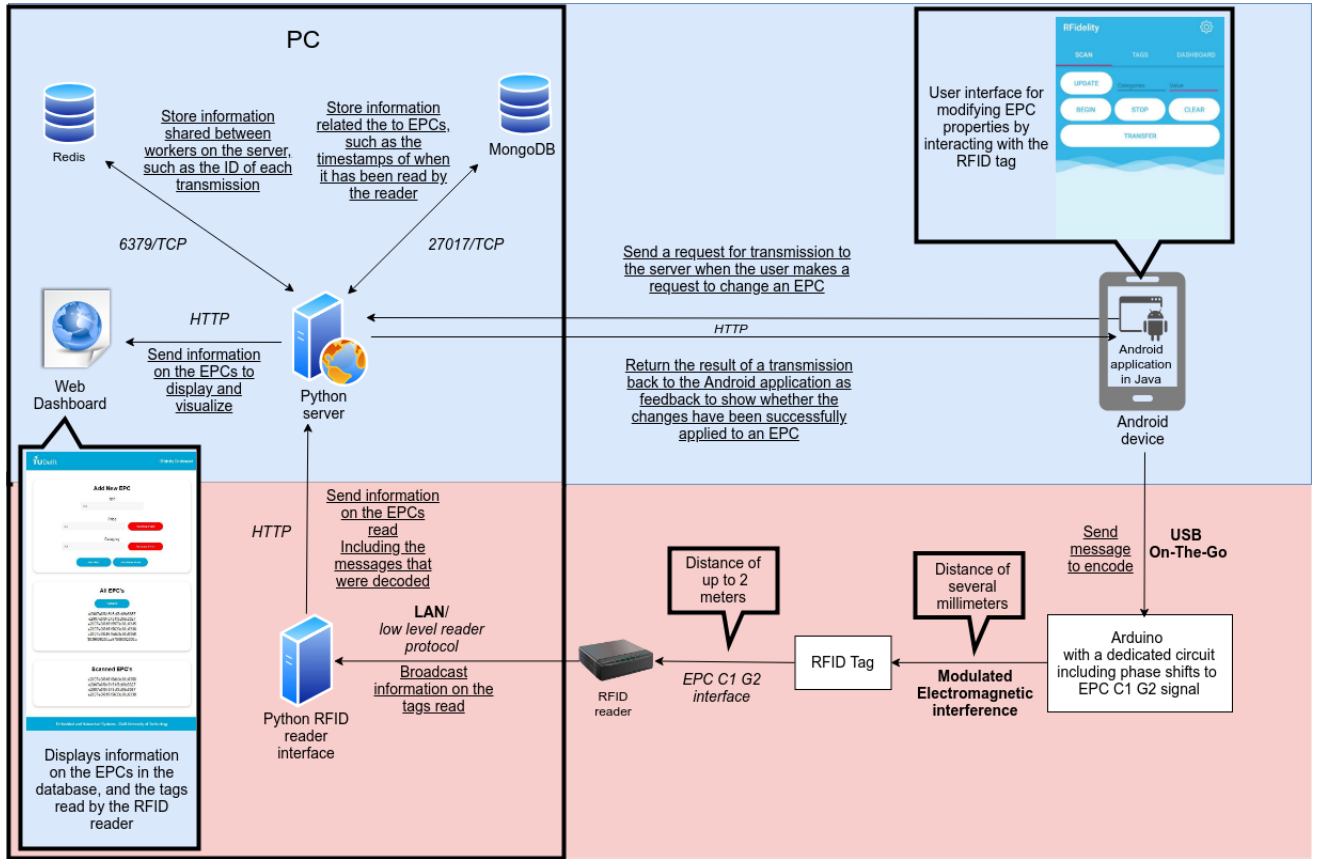 PC
Redis
Store information
shared between
workers on the server,
such as the ID of each
transmission
Store information
related the to EPCs,
such as the
timestamps of when
it has been read by
the reader
MongoDB
6379/TCP
27017/TCP
User interface for
modifying EPC
properties by
interacting with the
RFID tag
RFidelity
SCAN TAGS DASHBOARD
UPDATE Categories Value
BEGIN STOP CLEAR
TRANSFER
Send a request for transmission to
the server when the user makes a
request to change an EPC
HTTP
Return the result of a transmission
back to the Android application as
feedback to show whether the
changes have been successfully
applied to an EPC
Android
application
in Java
Android
device
HTTP
Send information
on the EPCs to
display and
visualize
Web
Dashboard
Python
server
TU Delft
Add New EPC
Price
Category
All EPC's
Scanned EPC's
Displays information
on the EPCs in the
database, and the tags
read by the RFID
reader
HTTP
Send information
on the EPCs
read
Including the
messages that
were decoded
Python RFID
reader
interface
LAN/
low level reader
protocol
Broadcast
information on the
tags read
RFID
reader
Distance of
up to 2
meters
EPC C1 G2
interface
RFID Tag
Distance of
several
millimeters
Modulated
Electromagnetic
interference
Send
message
to encode
USB
On-The-Go
Arduino
with a dedicated circuit
including phase shifts to
EPC C1 G2 signal